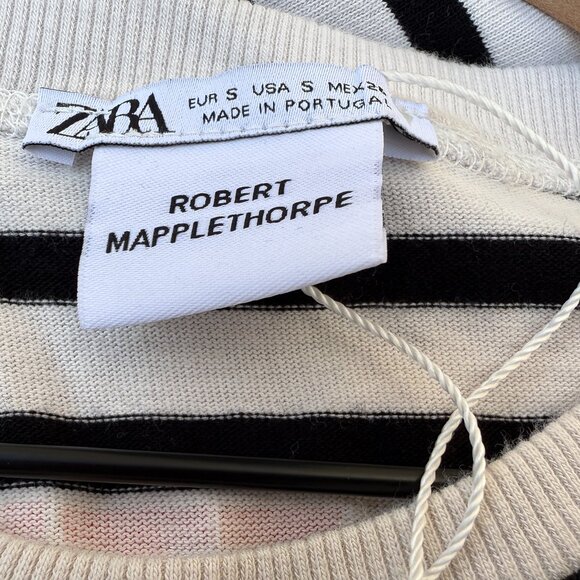 ZARA
EUR S USA S MEX
MADE IN PORTUGAL
ROBERT
MAPPLETHORPE